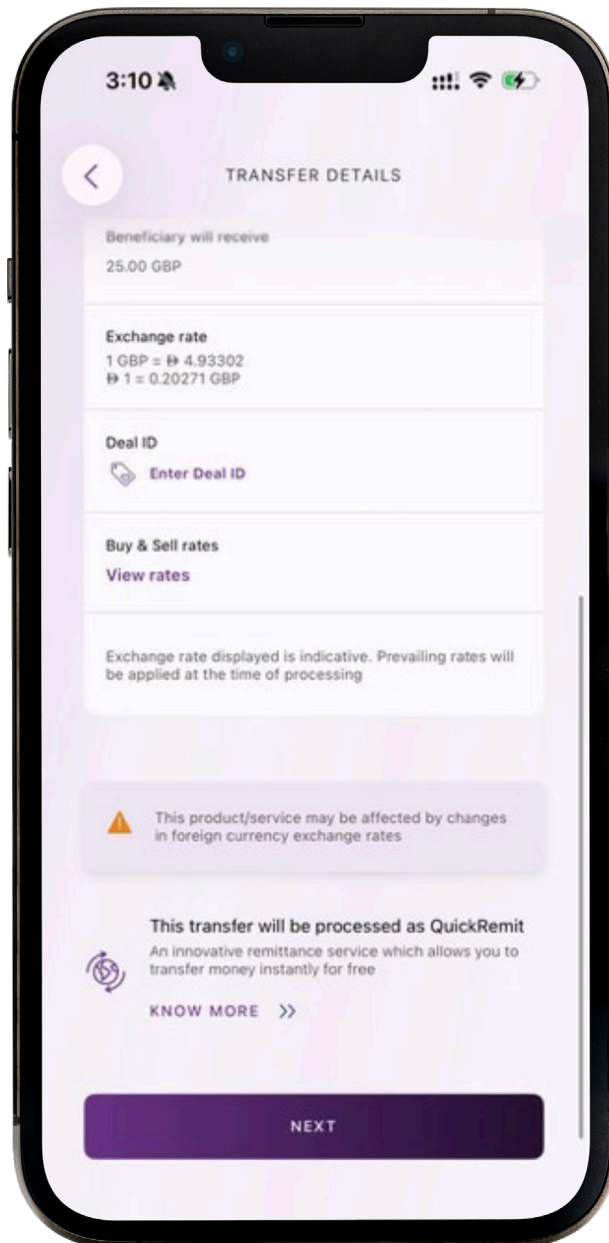 3:10
TRANSFER DETAILS
Beneficiary will receive
25.00 GBP
Exchange rate
1 GBP = 4.93302
1 = 0.20271 GBP
Deal ID
Enter Deal ID
Buy & Sell rates
View rates
Exchange rate displayed is indicative. Prevailing rates will
be applied at the time of processing
This product/service may be affected by changes
in foreign currency exchange rates
This transfer will be processed as QuickRemit
An innovative remittance service which allows you to
transfer money instantly for free
KNOW MORE >>
NEXT